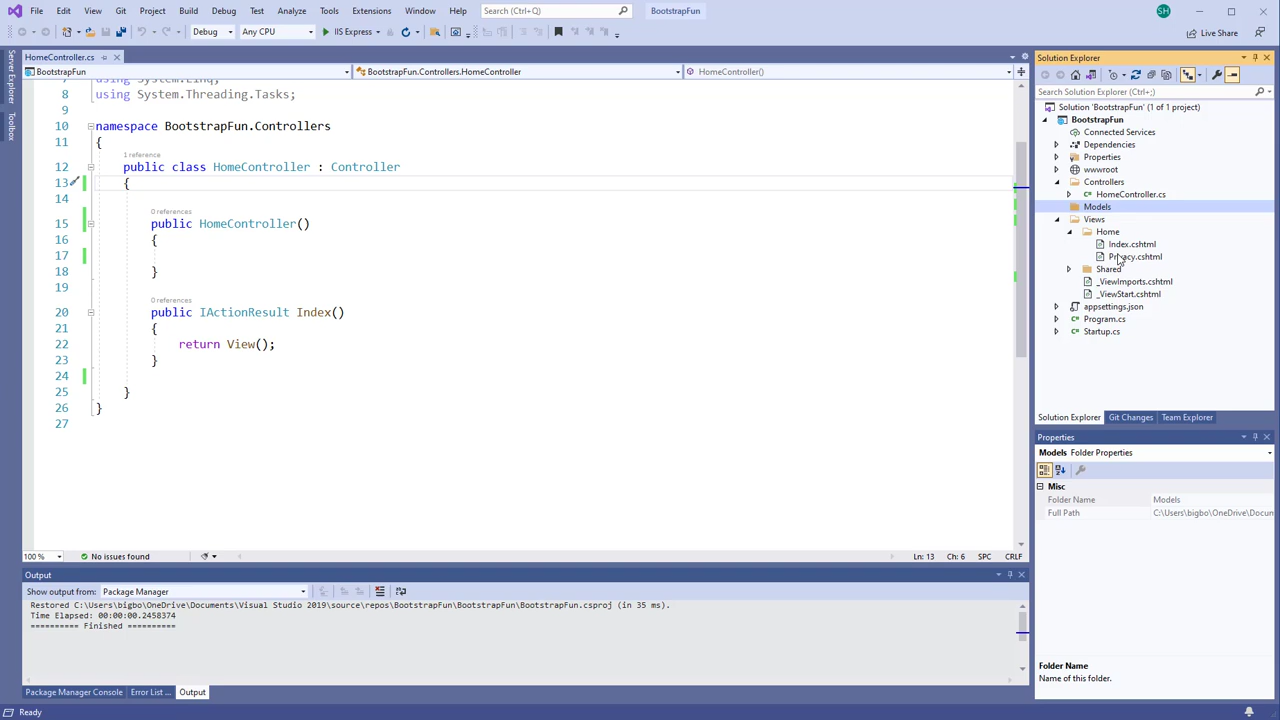 File Edit View Git Project Build Debug Test Analyze Tools Extensions Window Help Search (Ctrl+Q) BootstrapFun SH
Debug Any CPU IIS Express Live Share
Server Explorer
Toolbox
HomeController.cs
BootstrapFun BootstrapFun.Controllers.HomeController HomeController()
7 using System.Linq;
8 using System.Threading.Tasks;
9
10 namespace BootstrapFun.Controllers
11 {
1 reference
12 public class HomeController : Controller
13 {
14
0 references
15 public HomeController()
16 {
17
18 }
19
0 references
20 public IActionResult Index()
21 {
22 return View();
23 }
24
25 }
26 }
27
100 % No issues found Ln: 13 Ch: 6 SPC CRLF
Output
Show output from: Package Manager
Restored C:\Users\bigbo\OneDrive\Documents\Visual Studio 2019\source\repos\BootstrapFun\BootstrapFun\BootstrapFun.csproj (in 35 ms).
Time Elapsed: 00:00:00.2458374
========== Finished ==========
Package Manager Console Error List ... Output
Ready
Solution Explorer
Search Solution Explorer (Ctrl+;)
Solution 'BootstrapFun' (1 of 1 project)
BootstrapFun
Connected Services
Dependencies
Properties
wwwroot
Controllers
HomeController.cs
Models
Views
Home
Index.cshtml
Privacy.cshtml
Shared
_ViewImports.cshtml
_ViewStart.cshtml
appsettings.json
Program.cs
Startup.cs
Solution Explorer Git Changes Team Explorer
Properties
Models Folder Properties
Misc
Folder Name Models
Full Path C:\Users\bigbo\OneDrive\Docum
Folder Name
Name of this folder.